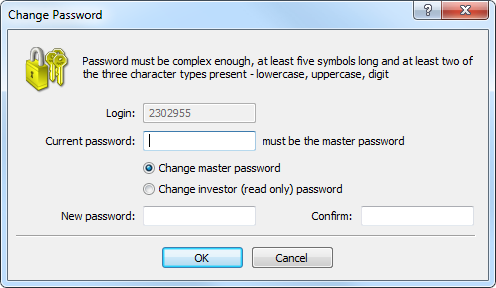 Change Password
Password must be complex enough, at least five symbols long and at least two of
the three character types present - lowercase, uppercase, digit
Login: 2302955
Current password: must be the master password
Change master password
Change investor (read only) password
New password: Confirm:
OK Cancel